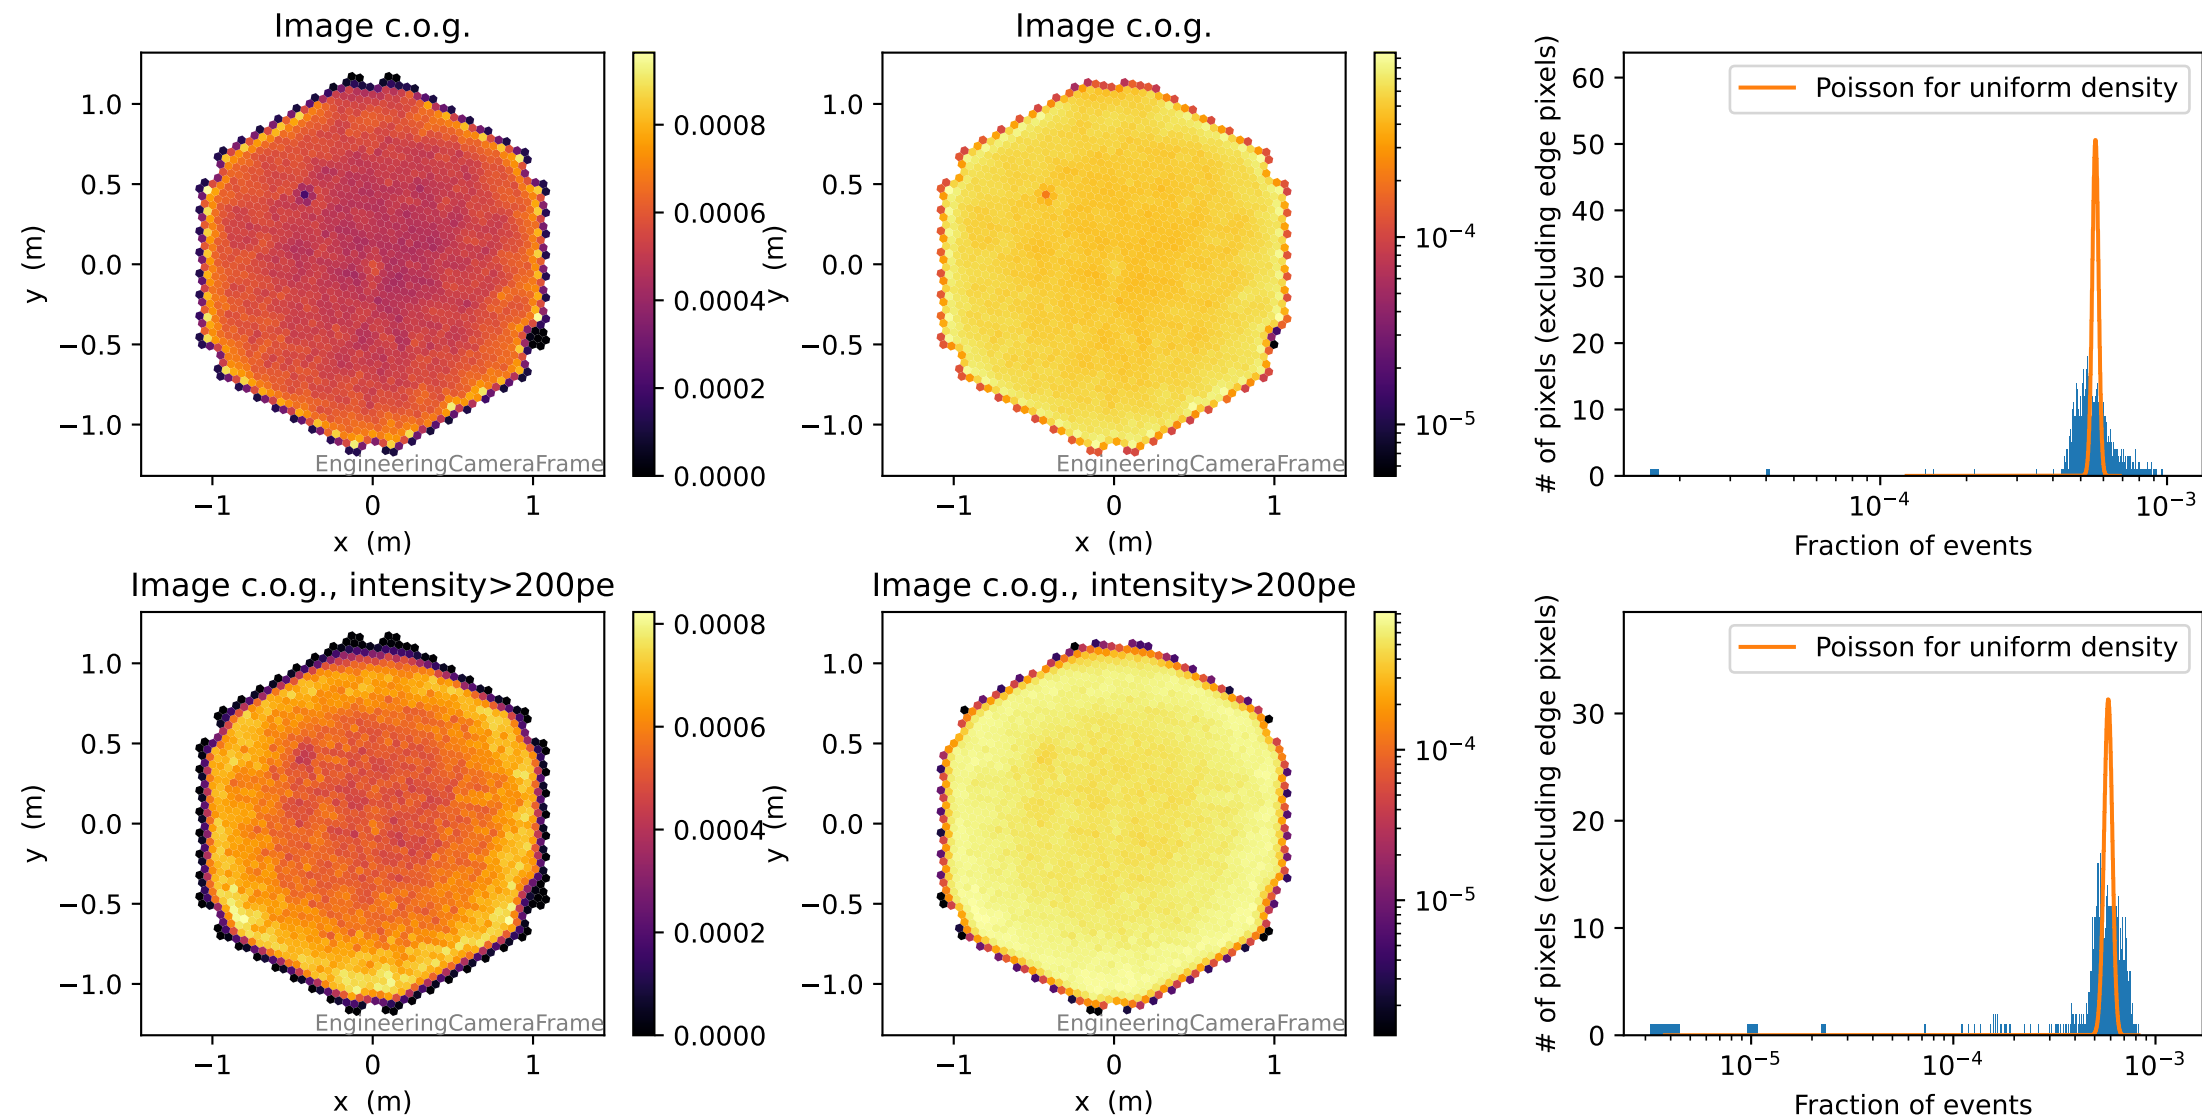 Image c.o.g.
1.0
0.5
0.0
−0.5
−1.0
y (m)
−1
0
1
x (m)
EngineeringCameraFrame
0.0008
0.0006
0.0004
0.0002
0.0000
Image c.o.g.
1.0
0.5
0.0
−0.5
−1.0
y (m)
−1
0
1
x (m)
EngineeringCameraFrame
10−4
10−5
# of pixels (excluding edge pixels)
60
50
40
30
20
10
0
Poisson for uniform density
10−4
10−3
Fraction of events
Image c.o.g., intensity>200pe
1.0
0.5
0.0
−0.5
−1.0
y (m)
−1
0
1
x (m)
EngineeringCameraFrame
0.0008
0.0006
0.0004
0.0002
0.0000
Image c.o.g., intensity>200pe
1.0
0.5
0.0
−0.5
−1.0
y (m)
−1
0
1
x (m)
EngineeringCameraFrame
10−4
10−5
# of pixels (excluding edge pixels)
30
20
10
0
Poisson for uniform density
10−5
10−4
10−3
Fraction of events